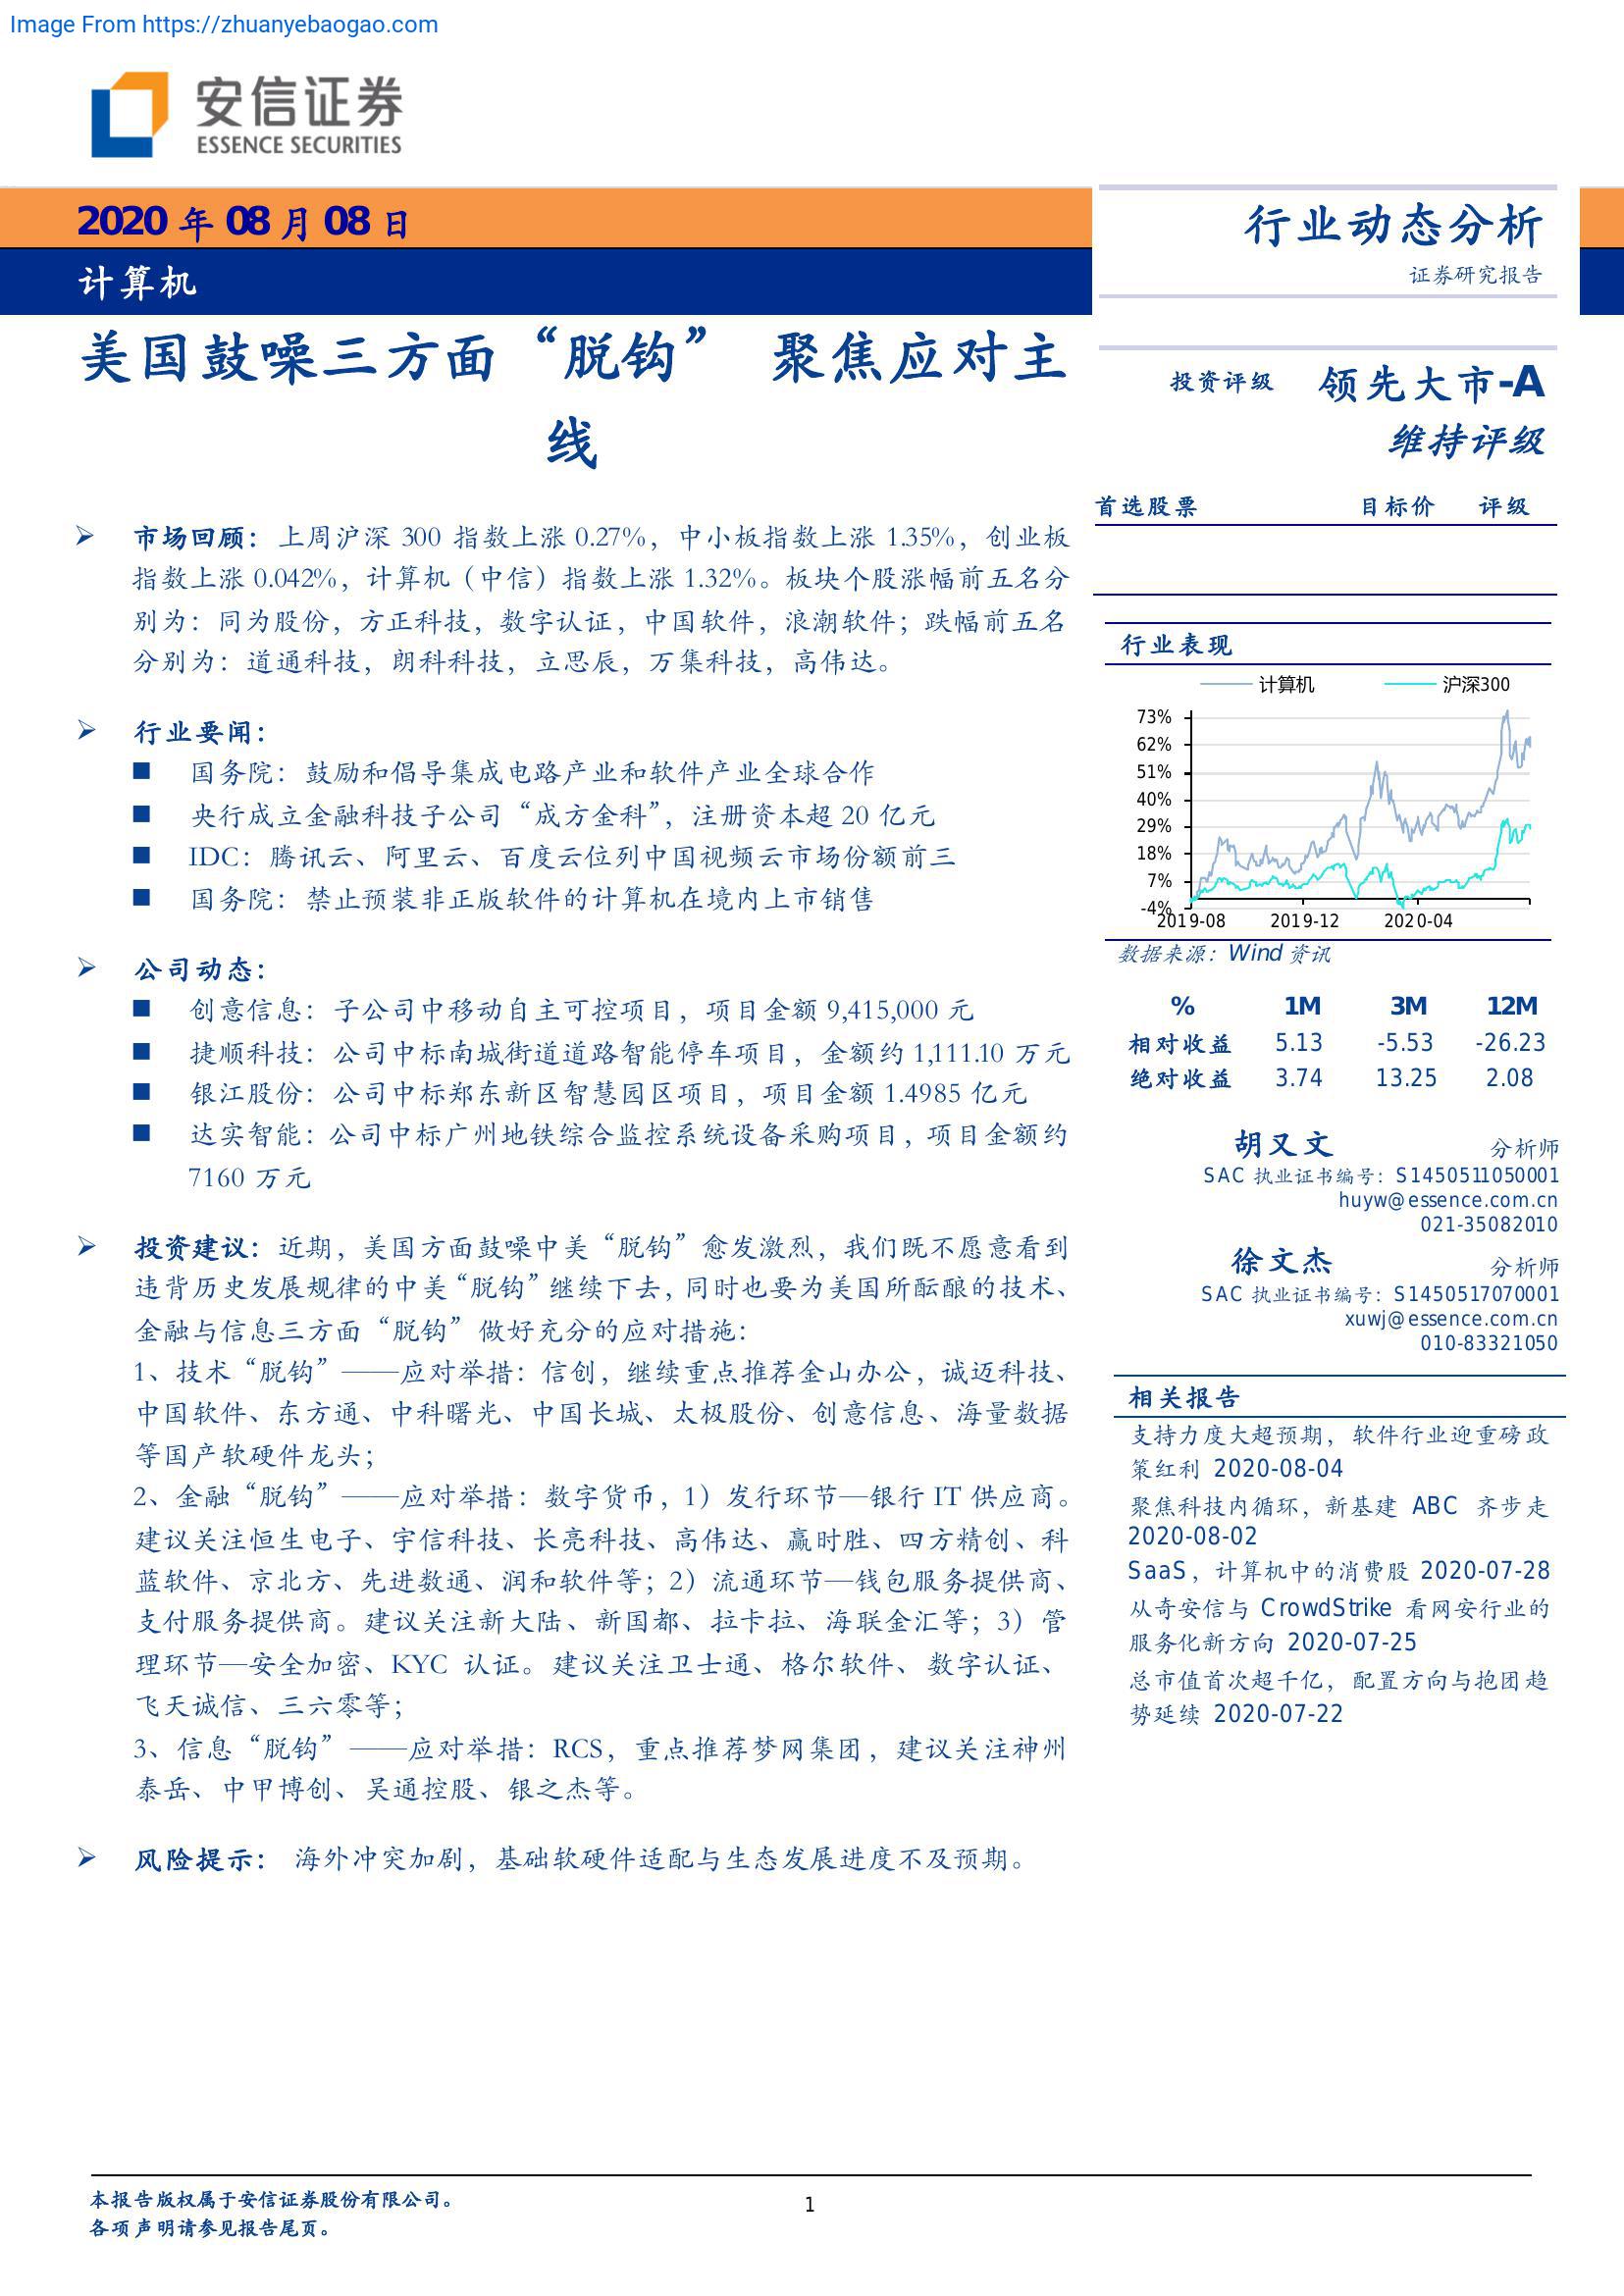 Image From https://zhuanyebaogao.com
安信证券
ESSENCE SECURITIES
2020 年 08 月 08 日
计算机
美国鼓噪三方面“脱钩” 聚焦应对主
线
市场回顾：上周沪深 300 指数上涨 0.27%，中小板指数上涨 1.35%，创业板
指数上涨 0.042%，计算机（中信）指数上涨 1.32%。板块个股涨幅前五名分
别为：同为股份，方正科技，数字认证，中国软件，浪潮软件；跌幅前五名
分别为：道通科技，朗科科技，立思辰，万集科技，高伟达。
行业要闻：
国务院：鼓励和倡导集成电路产业和软件产业全球合作
央行成立金融科技子公司“成方金科”，注册资本超 20 亿元
IDC：腾讯云、阿里云、百度云位列中国视频云市场份额前三
国务院：禁止预装非正版软件的计算机在境内上市销售
公司动态：
创意信息：子公司中移动自主可控项目，项目金额 9,415,000 元
捷顺科技：公司中标南城街道道路智能停车项目，金额约 1,111.10 万元
银江股份：公司中标郑东新区智慧园区项目，项目金额 1.4985 亿元
达实智能：公司中标广州地铁综合监控系统设备采购项目，项目金额约
7160 万元
投资建议：近期，美国方面鼓噪中美“脱钩”愈发激烈，我们既不愿意看到
违背历史发展规律的中美“脱钩”继续下去，同时也要为美国所酝酿的技术、
金融与信息三方面“脱钩”做好充分的应对措施：
1、技术“脱钩”——应对举措：信创，继续重点推荐金山办公，诚迈科技、
中国软件、东方通、中科曙光、中国长城、太极股份、创意信息、海量数据
等国产软硬件龙头；
2、金融“脱钩”——应对举措：数字货币，1）发行环节—银行 IT 供应商。
建议关注恒生电子、宇信科技、长亮科技、高伟达、赢时胜、四方精创、科
蓝软件、京北方、先进数通、润和软件等；2）流通环节—钱包服务提供商、
支付服务提供商。建议关注新大陆、新国都、拉卡拉、海联金汇等；3）管
理环节—安全加密、KYC 认证。建议关注卫士通、格尔软件、数字认证、
飞天诚信、三六零等；
3、信息“脱钩”——应对举措：RCS，重点推荐梦网集团，建议关注神州
泰岳、中甲博创、吴通控股、银之杰等。
风险提示： 海外冲突加剧，基础软硬件适配与生态发展进度不及预期。
行业动态分析
证券研究报告
投资评级 领先大市-A
维持评级
首选股票 目标价 评级
行业表现
计算机 沪深300
73%
62%
51%
40%
29%
18%
7%
-4%
2019-08 2019-12 2020-04
数据来源：Wind 资讯
% 1M 3M 12M
相对收益 5.13 -5.53 -26.23
绝对收益 3.74 13.25 2.08
胡又文 分析师
SAC 执业证书编号：S1450511050001
huyw@essence.com.cn
021-35082010
徐文杰 分析师
SAC 执业证书编号：S1450517070001
xuwj@essence.com.cn
010-83321050
相关报告
支持力度大超预期，软件行业迎重磅政
策红利 2020-08-04
聚焦科技内循环，新基建 ABC 齐步走
2020-08-02
SaaS，计算机中的消费股 2020-07-28
从奇安信与 CrowdStrike 看网安行业的
服务化新方向 2020-07-25
总市值首次超千亿，配置方向与抱团趋
势延续 2020-07-22
本报告版权属于安信证券股份有限公司。
各项声明请参见报告尾页。
1